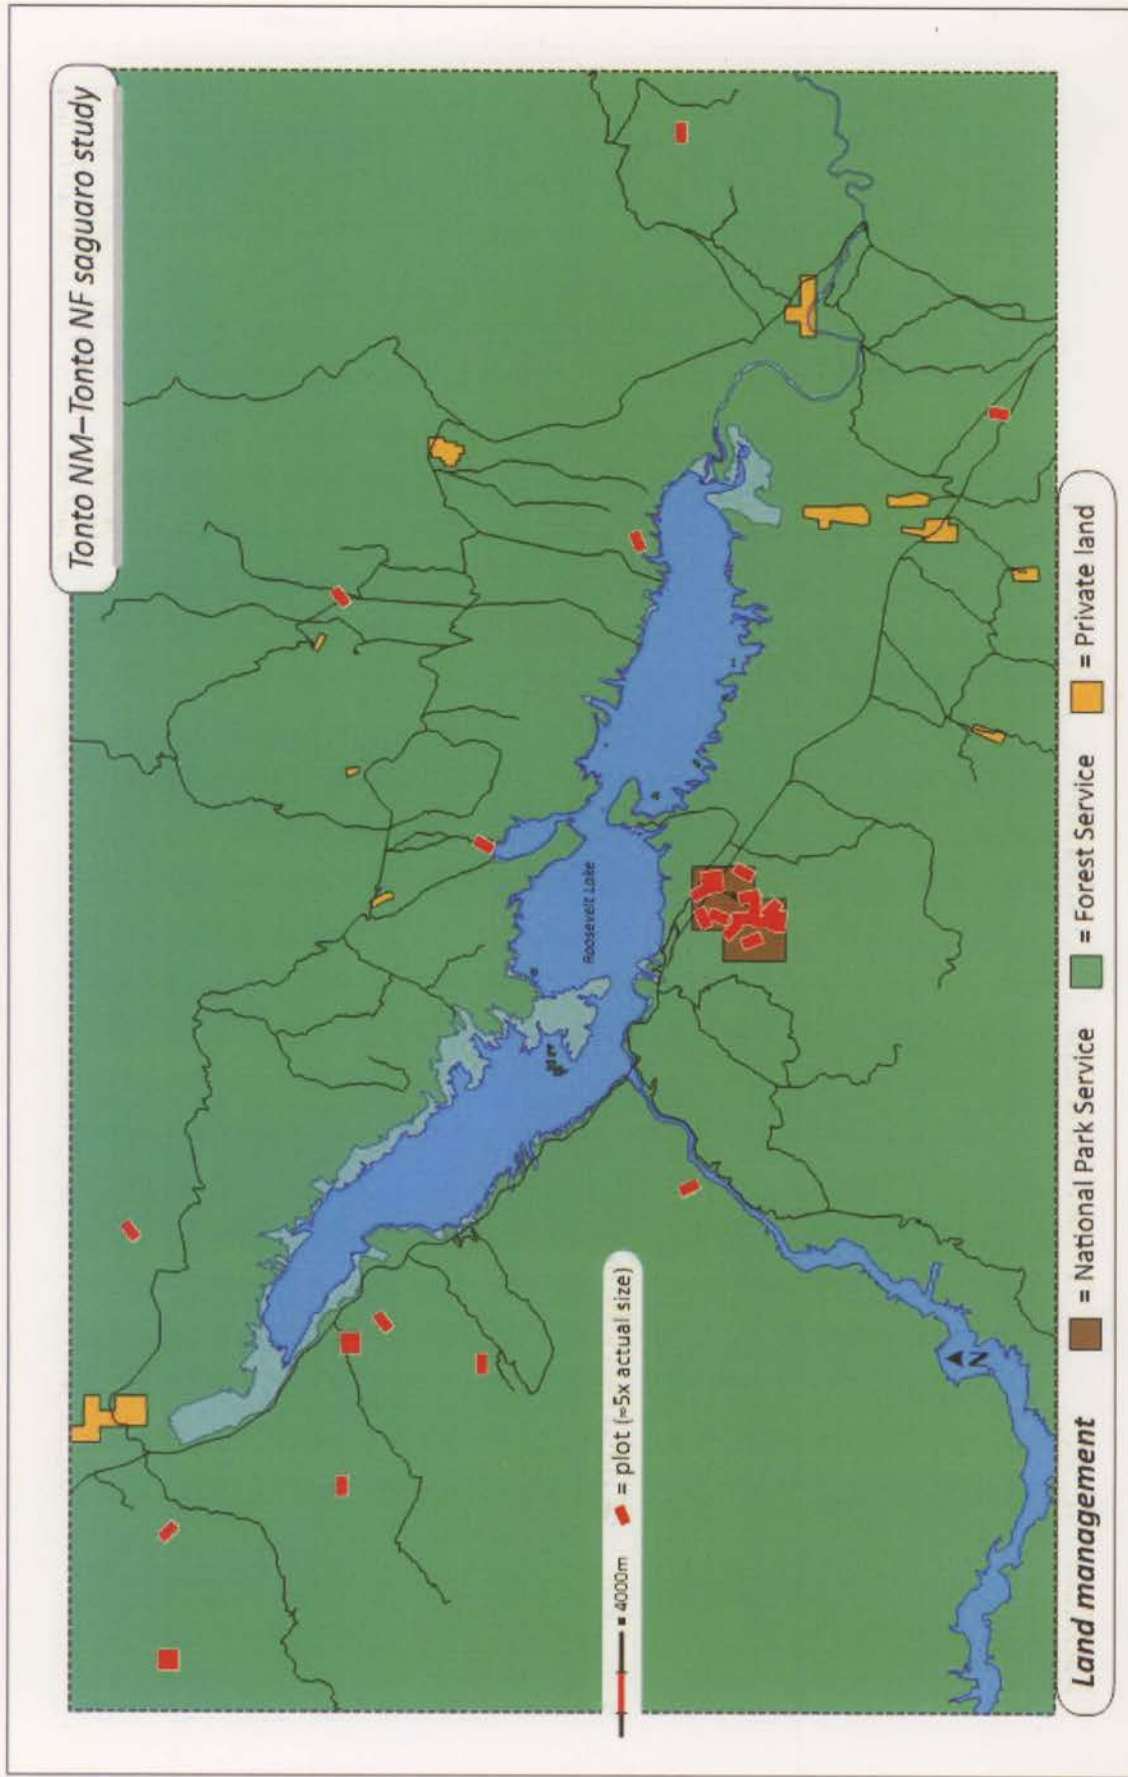 Tonto NM–Tonto NF saguaro study
Roosevelt Lake
= 4000m
= plot (≈5x actual size)
N
Land management
= National Park Service
= Forest Service
= Private land